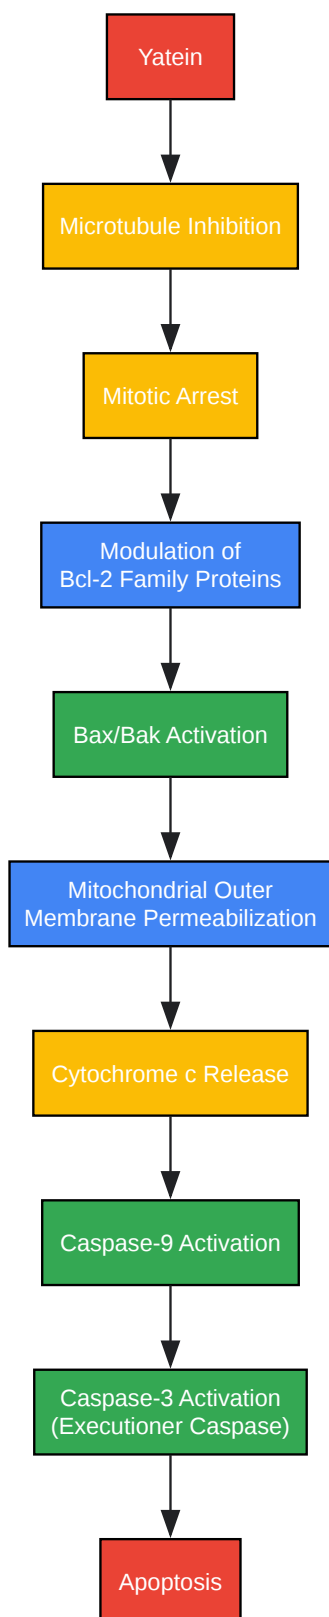 Yatein
Microtubule Inhibition
Mitotic Arrest
Modulation of
Bcl-2 Family Proteins
Bax/Bak Activation
Mitochondrial Outer
Membrane Permeabilization
Cytochrome c Release
Caspase-9 Activation
Caspase-3 Activation
(Executioner Caspase)
Apoptosis